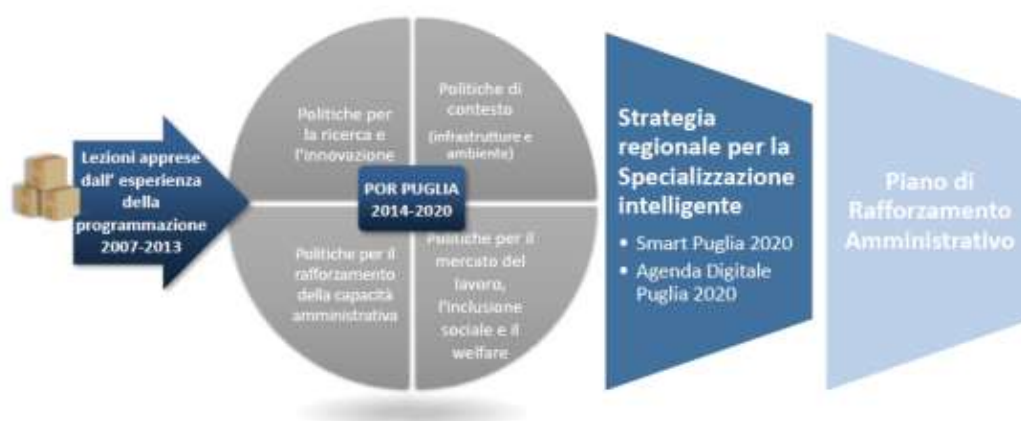 Lezioni apprese
dall' esperienza
della
programmazione
2007-2013
Politiche per
la ricerca e
l'innovazione
Politiche di
contesto
(infrastrutture e
ambiente)
POR PUGLIA
2014-2020
Politiche per il
rafforzamento
della capacità
amministrativa
Politiche per il
mercato del
lavoro,
l'inclusione
sociale e il
welfare
Strategia
regionale per la
Specializzazione
intelligente
• Smart Puglia 2020
• Agenda Digitale
Puglia 2020
Piano di
Rafforzamento
Amministrativo